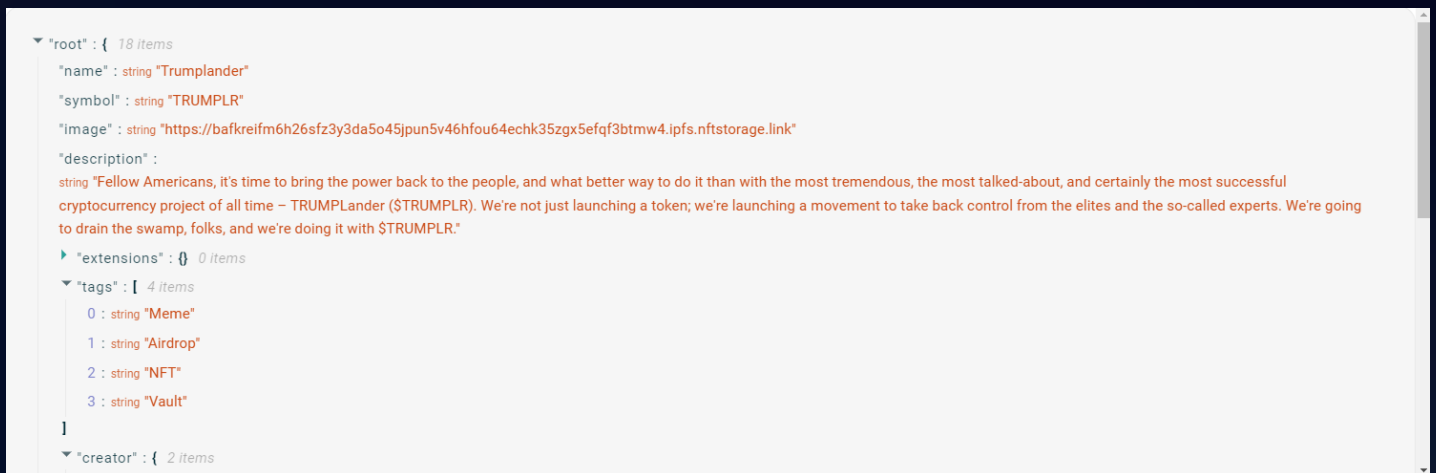 "root" : { 18 items
"name" : string "Trumplander"
"symbol" : string "TRUMPLR"
"image" : string "https://bafkreifm6h26sfz3y3da5o45jpun5v46hfou64echk35zgx5efqf3btmw4.ipfs.nftstorage.link"
"description" :
string "Fellow Americans, it's time to bring the power back to the people, and what better way to do it than with the most tremendous, the most talked-about, and certainly the most successful
cryptocurrency project of all time – TRUMPLander ($TRUMPLR). We're not just launching a token; we're launching a movement to take back control from the elites and the so-called experts. We're going
to drain the swamp, folks, and we're doing it with $TRUMPLR."
"extensions" : {} 0 items
"tags" : [ 4 items
0 : string "Meme"
1 : string "Airdrop"
2 : string "NFT"
3 : string "Vault"
]
"creator" : { 2 items